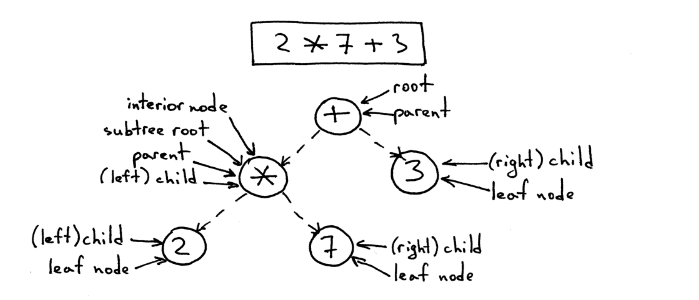 2 * 7 + 3
root
parent
+
interior node
subtree root
parent
(left) child
*
3
(right) child
leaf node
(left) child
leaf node
2
7
(right) child
leaf node